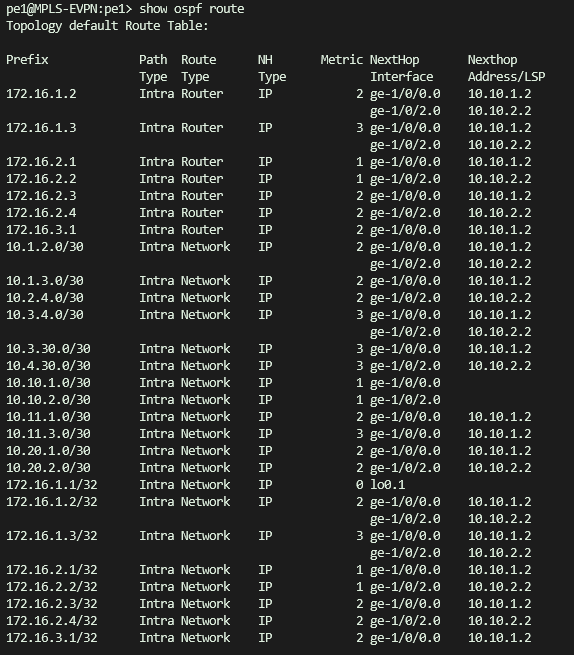 pe1@MPLS-EVPN:pe1> show ospf route
Topology default Route Table:

Prefix             Path  Route      NH       Metric NextHop       Nexthop
                   Type  Type       Type            Interface     Address/LSP
172.16.1.2         Intra Router     IP            2 ge-1/0/0.0    10.10.1.2
                                                    ge-1/0/2.0    10.10.2.2
172.16.1.3         Intra Router     IP            3 ge-1/0/0.0    10.10.1.2
                                                    ge-1/0/2.0    10.10.2.2
172.16.2.1         Intra Router     IP            1 ge-1/0/0.0    10.10.1.2
172.16.2.2         Intra Router     IP            1 ge-1/0/2.0    10.10.2.2
172.16.2.3         Intra Router     IP            2 ge-1/0/0.0    10.10.1.2
172.16.2.4         Intra Router     IP            2 ge-1/0/2.0    10.10.2.2
172.16.3.1         Intra Router     IP            2 ge-1/0/0.0    10.10.1.2
10.1.2.0/30        Intra Network    IP            2 ge-1/0/0.0    10.10.1.2
                                                    ge-1/0/2.0    10.10.2.2
10.1.3.0/30        Intra Network    IP            2 ge-1/0/0.0    10.10.1.2
10.2.4.0/30        Intra Network    IP            2 ge-1/0/2.0    10.10.2.2
10.3.4.0/30        Intra Network    IP            3 ge-1/0/0.0    10.10.1.2
                                                    ge-1/0/2.0    10.10.2.2
10.3.30.0/30       Intra Network    IP            3 ge-1/0/0.0    10.10.1.2
10.4.30.0/30       Intra Network    IP            3 ge-1/0/2.0    10.10.2.2
10.10.1.0/30       Intra Network    IP            1 ge-1/0/0.0
10.10.2.0/30       Intra Network    IP            1 ge-1/0/2.0
10.11.1.0/30       Intra Network    IP            2 ge-1/0/0.0    10.10.1.2
10.11.3.0/30       Intra Network    IP            3 ge-1/0/0.0    10.10.1.2
10.20.1.0/30       Intra Network    IP            2 ge-1/0/0.0    10.10.1.2
10.20.2.0/30       Intra Network    IP            2 ge-1/0/2.0    10.10.2.2
172.16.1.1/32      Intra Network    IP            0 lo0.1
172.16.1.2/32      Intra Network    IP            2 ge-1/0/0.0    10.10.1.2
                                                    ge-1/0/2.0    10.10.2.2
172.16.1.3/32      Intra Network    IP            3 ge-1/0/0.0    10.10.1.2
                                                    ge-1/0/2.0    10.10.2.2
172.16.2.1/32      Intra Network    IP            1 ge-1/0/0.0    10.10.1.2
172.16.2.2/32      Intra Network    IP            1 ge-1/0/2.0    10.10.2.2
172.16.2.3/32      Intra Network    IP            2 ge-1/0/0.0    10.10.1.2
172.16.2.4/32      Intra Network    IP            2 ge-1/0/2.0    10.10.2.2
172.16.3.1/32      Intra Network    IP            2 ge-1/0/0.0    10.10.1.2